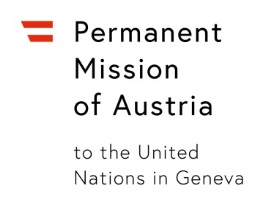 Permanent
Mission
of Austria
to the United
Nations in Geneva